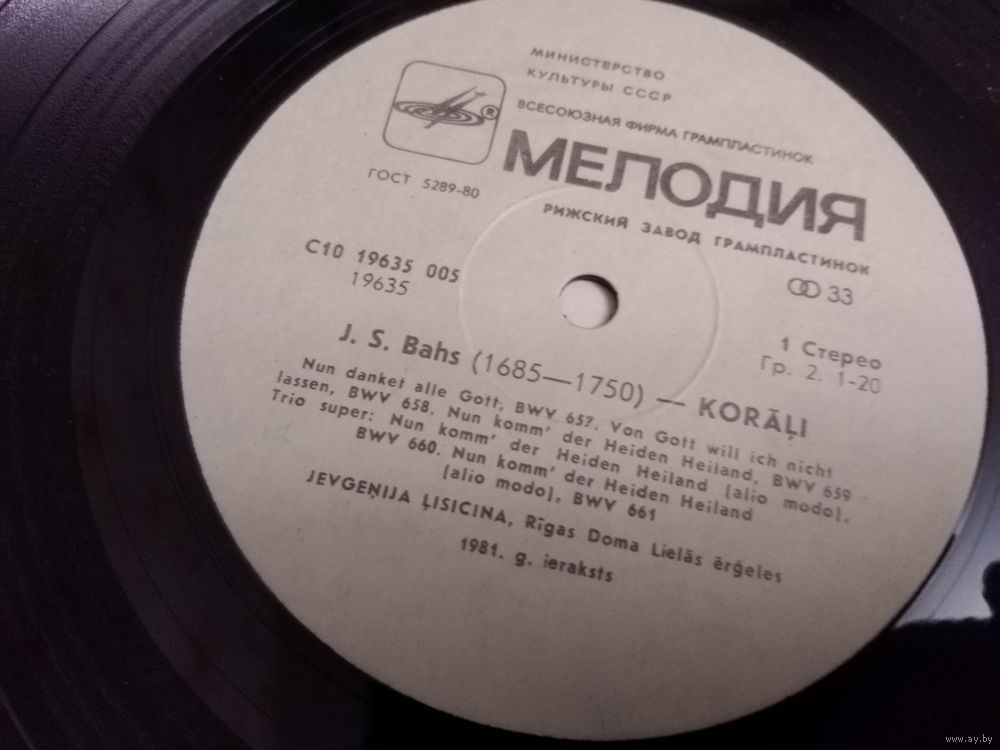 МИНИСТЕРСТВО
КУЛЬТУРЫ СССР
ВСЕСОЮЗНАЯ ФИРМА ГРАМПЛАСТИНОК
®
МЕЛОДИЯ
ГОСТ 5289-80
РИЖСКИЙ ЗАВОД ГРАМПЛАСТИНОК
С10 19635 005
19635
33
1 Стерео
Гр. 2. 1-20
J. S. Bahs (1685—1750) — KORĀĻI
Nun danket alle Gott, BWV 657. Von Gott will ich nicht
lassen, BWV 658. Nun komm' der Heiden Heiland, BWV 659
Trio super: Nun komm' der Heiden Heiland (alio modo),
BWV 660. Nun komm' der Heiden Heiland
(alio modo), BWV 661
JEVGEŅIJA ĻISICINA, Rīgas Doma Lielās ērģeles
1981. g. ieraksts
www.ay.by